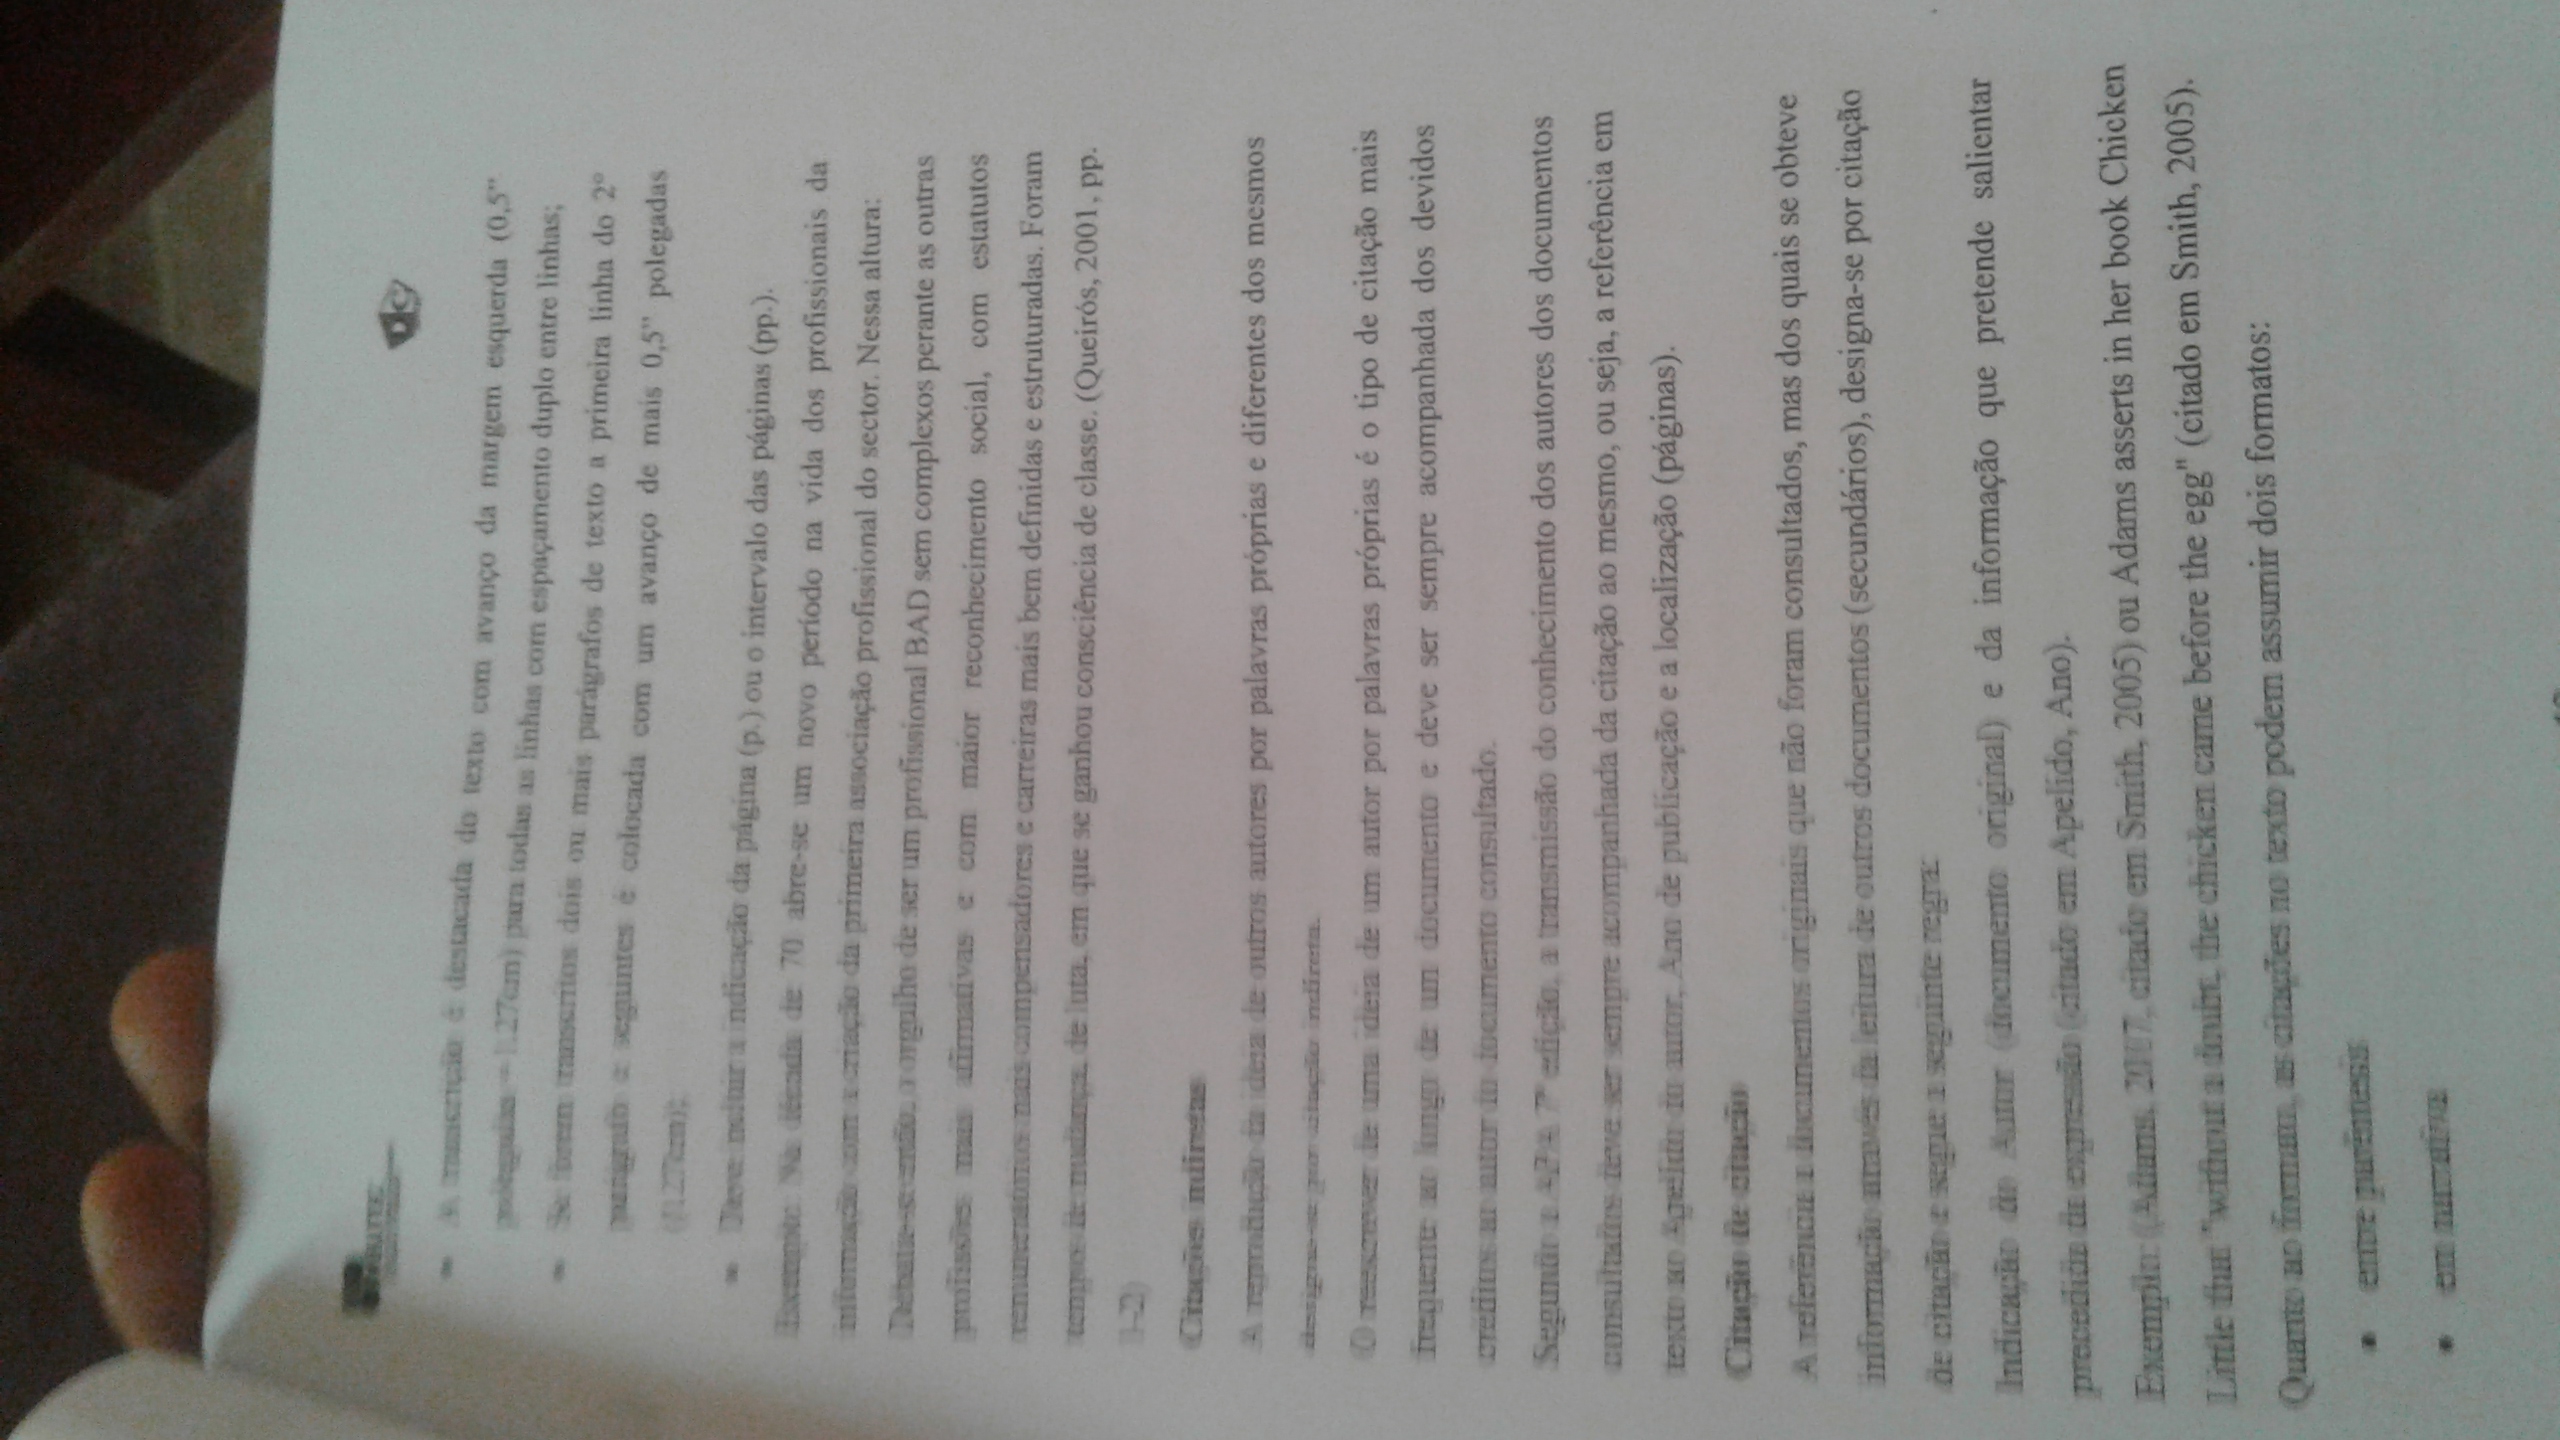 A transcrição é destacada do texto com avanço da margem esquerda (0,5”
polegadas = 1.27cm) para todas as linhas com espaçamento duplo entre linhas;
Se forem transcritos dois ou mais parágrafos de texto a primeira linha do 2º
parágrafo e seguintes é colocada com um avanço de mais 0,5” polegadas
Deve incluir a indicação da página (p.) ou o intervalo das páginas (pp.).
Exemplo: Na década de 70 abre-se um novo período na vida dos profissionais da
informação com a criação da primeira associação profissional do sector. Nessa altura:
Debatia-se então, o orgulho de ser um profissional BAD sem complexos perante as outras
profissões mais afirmativas e com maior reconhecimento social, com estatutos
remuneratórios mais compensadores e carreiras mais bem definidas e estruturadas. Foram
tempos de mudança, de luta, em que se ganhou consciência de classe. (Queirós, 2001, pp.
1-2)
Citações indiretas
A reprodução da ideia de outros autores por palavras próprias e diferentes dos mesmos
designa-se por citação indireta.
O reescrever de uma ideia de um autor por palavras próprias é o tipo de citação mais
frequente ao longo de um documento e deve ser sempre acompanhada dos devidos
créditos ao autor do documento consultado.
Segundo a APA 7ª edição, a transmissão do conhecimento dos autores dos documentos
consultados deve ser sempre acompanhada da citação ao mesmo, ou seja, a referência em
texto ao Apelido do autor, Ano de publicação e a localização (páginas).
Citação de citação
A referência a documentos originais que não foram consultados, mas dos quais se obteve
informação através da leitura de outros documentos (secundários), designa-se por citação
de citação e segue a seguinte regra:
Indicação do Autor (documento original) e da informação que pretende salientar
precedida da expressão (citado em Apelido, Ano).
Exemplo: (Adams, citado em Smith, 2005) ou Adams asserts in her book Chicken
Little that "without a doubt, the chicken came before the egg" (citado em Smith, 2005).
Quanto ao formato, as citações no texto podem assumir dois formatos:
entre parêntesis
em narrativa